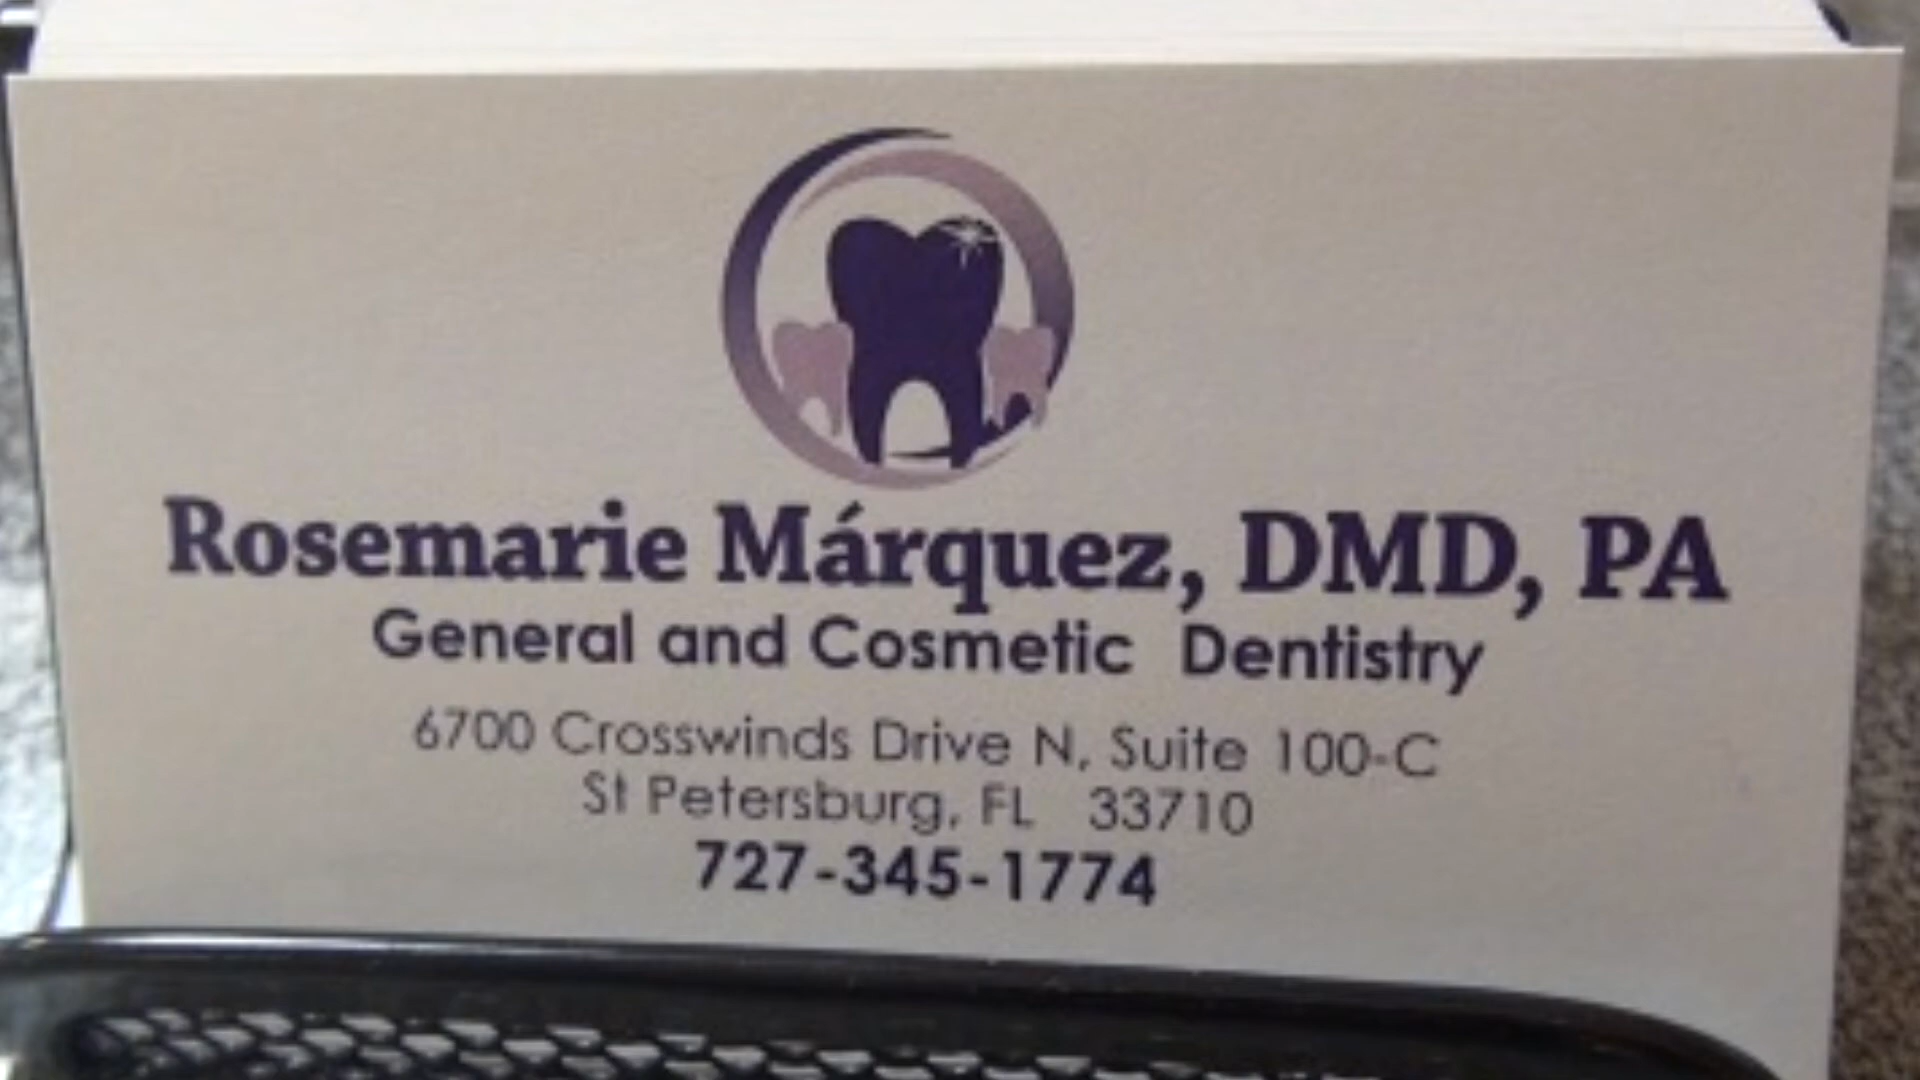 Rosemarie Márquez, DMD, PA
General and Cosmetic Dentistry
6700 Crosswinds Drive N, Suite 100-C
St Petersburg, FL 33710
727-345-1774